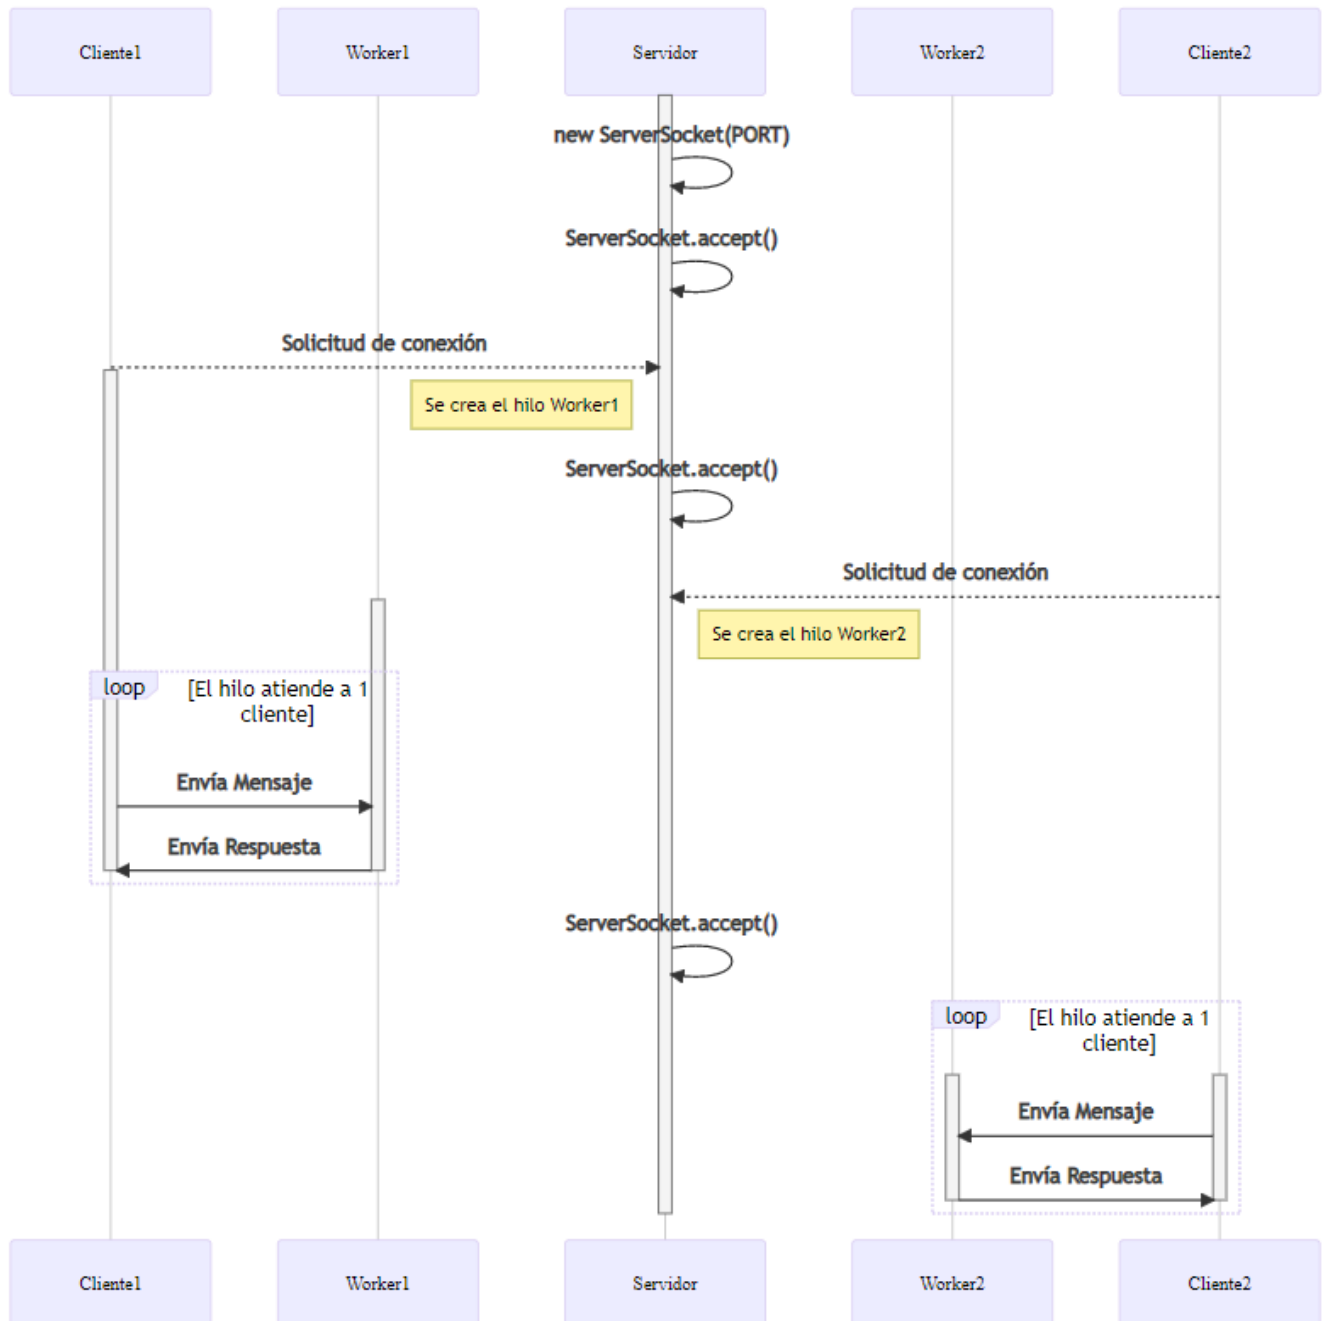 Cliente1
Worker1
Servidor
Worker2
Cliente2
new ServerSocket(PORT)
ServerSocket.accept()
Solicitud de conexión
Se crea el hilo Worker1
ServerSocket.accept()
Solicitud de conexión
Se crea el hilo Worker2
loop
[El hilo atiende a 1
cliente]
Envía Mensaje
Envía Respuesta
ServerSocket.accept()
loop
[El hilo atiende a 1
cliente]
Envía Mensaje
Envía Respuesta
Cliente1
Worker1
Servidor
Worker2
Cliente2